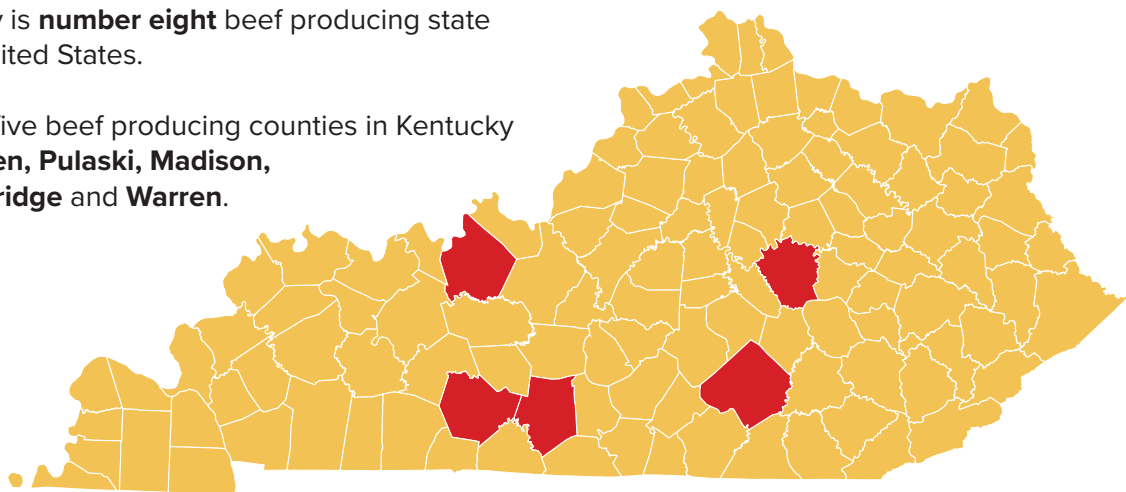 is number eight beef producing state
ited States.
five beef producing counties in Kentucky
en, Pulaski, Madison,
ridge and Warren.